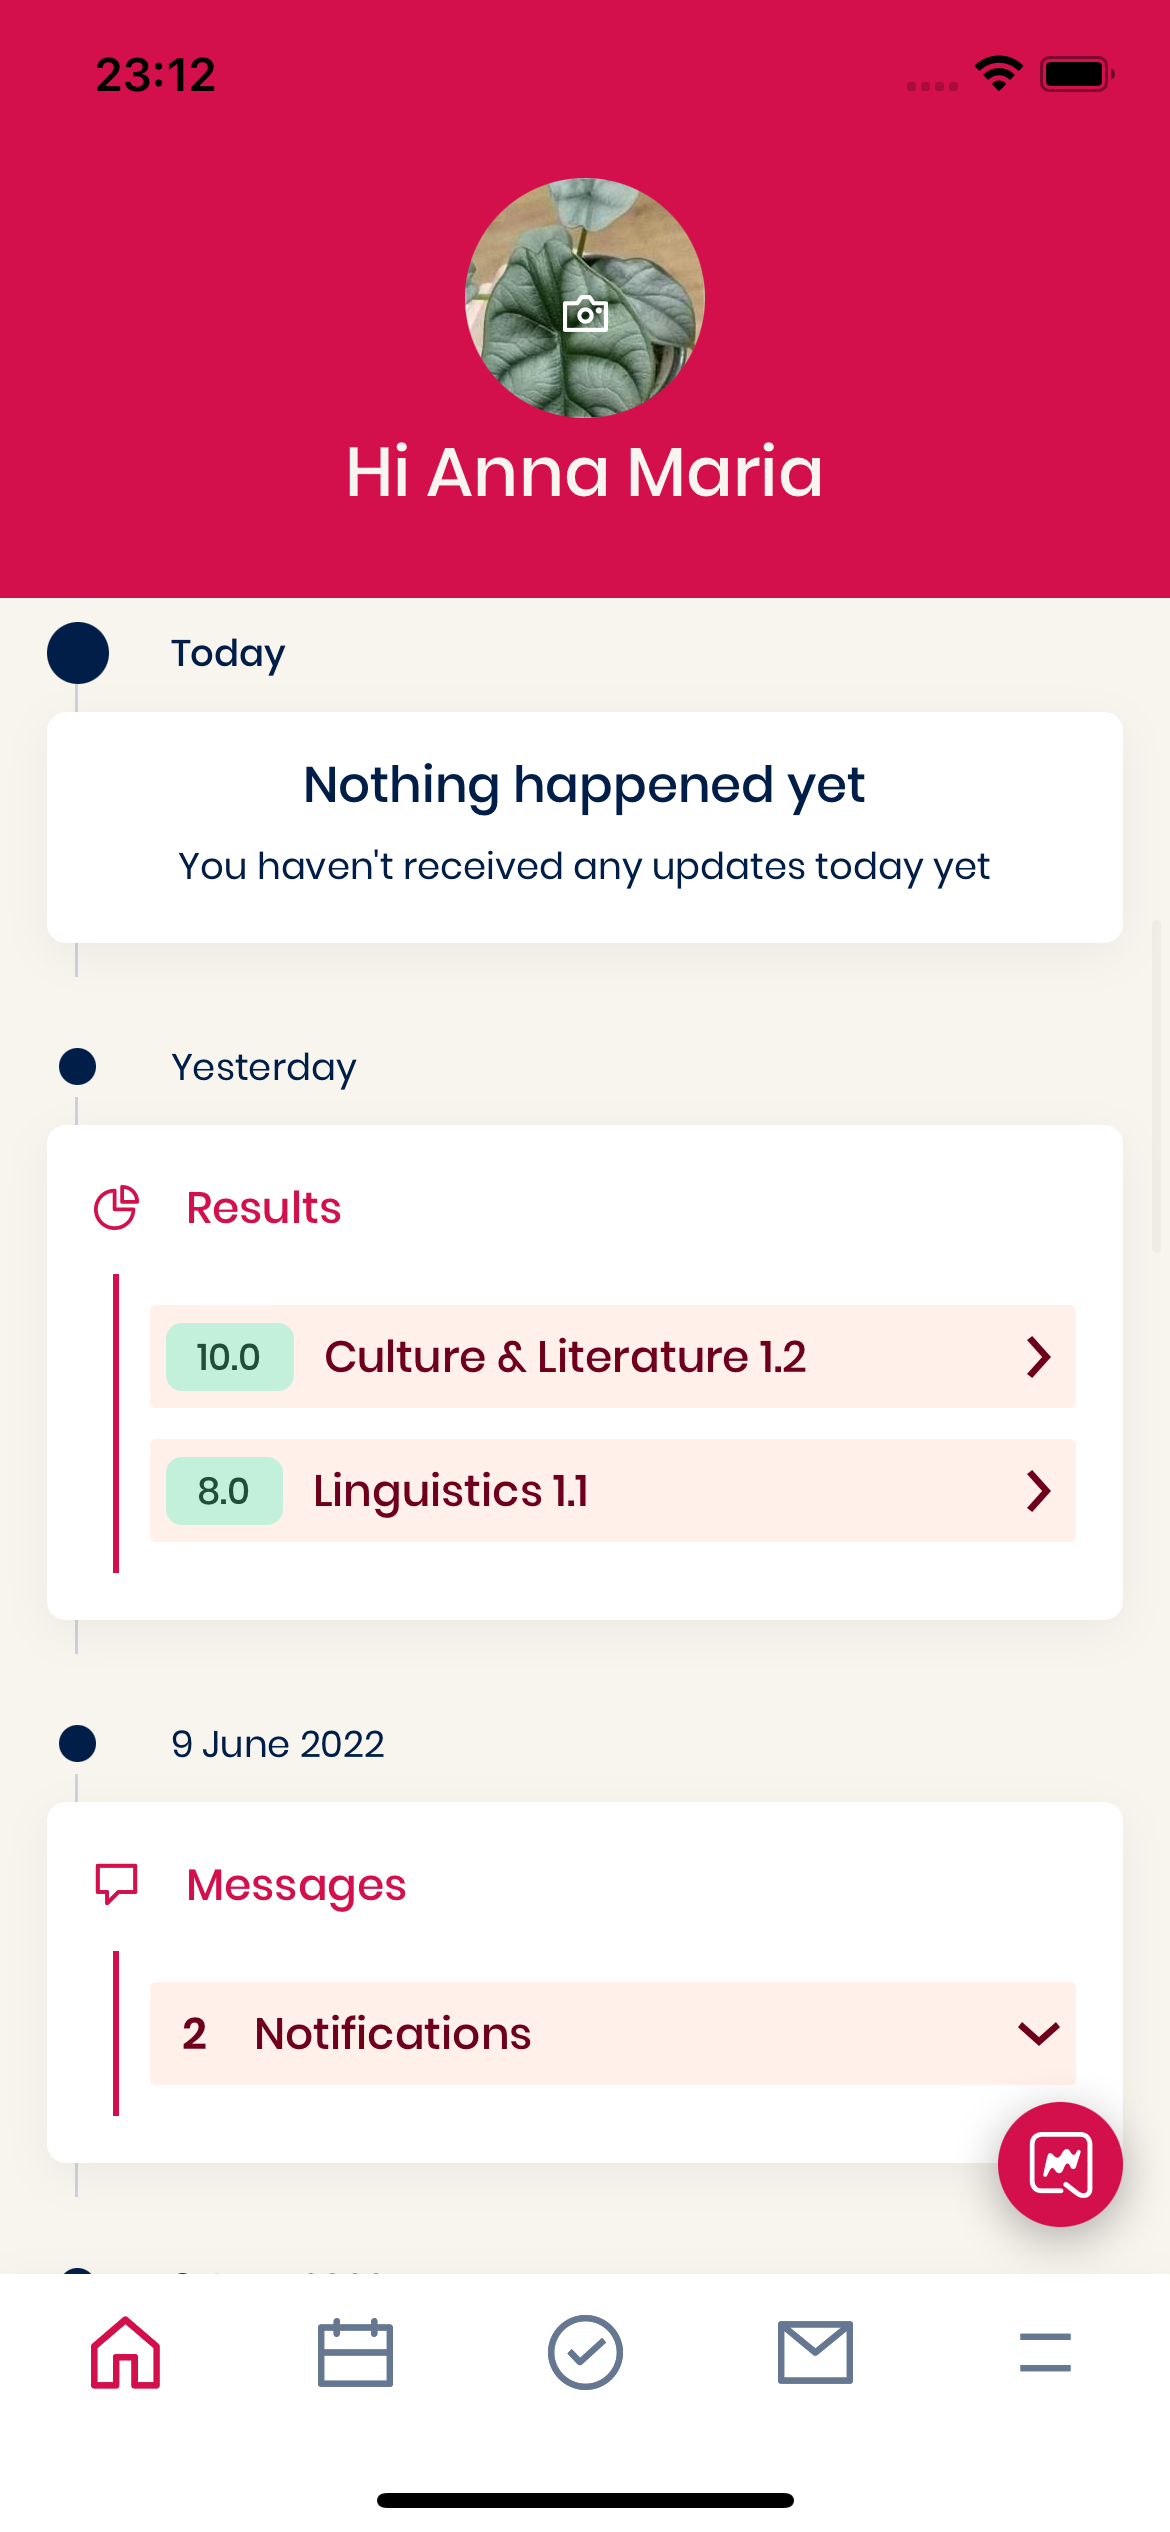 23:12
Hi Anna Maria
Today
Nothing happened yet
You haven't received any updates today yet
Yesterday
Results
10.0 Culture & Literature 1.2
8.0 Linguistics 1.1
9 June 2022
Messages
2 Notifications